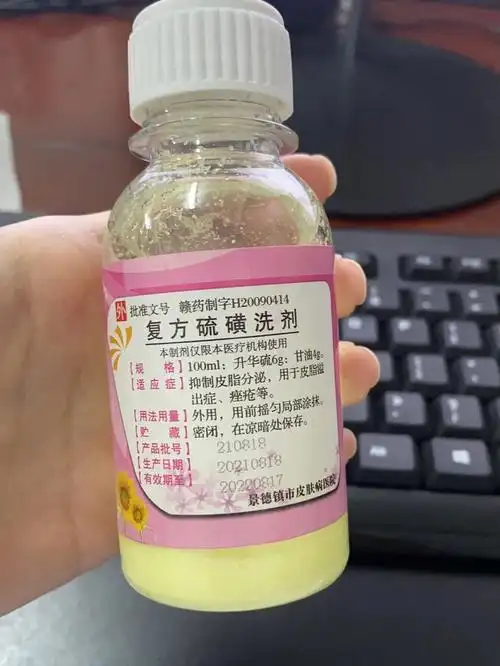 外 批准文号 赣药制字H20090414
复方硫磺洗剂
本制剂仅限本医疗机构使用
【规 格】100ml:升华硫6g:甘油4g。
【适应症】抑制皮脂分泌,用于皮脂溢
出症、痤疮等。
【用法用量】外用,用前摇匀局部涂抹。
【贮 藏】密闭,在凉暗处保存。
【产品批号】 210818
【生产日期】 20210818
【有效期至】 20220817
景德镇市皮肤病医院